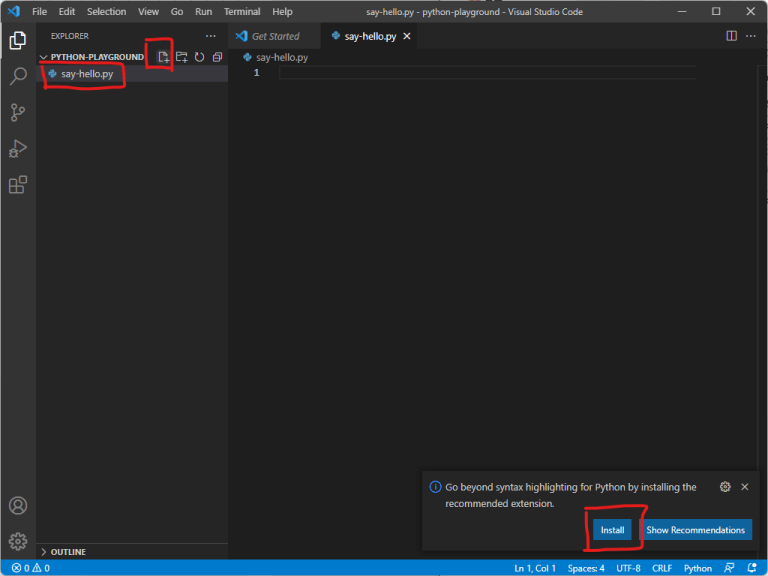 File Edit Selection View Go Run Terminal Help say-hello.py - python-playground - Visual Studio Code
EXPLORER
Get Started
say-hello.py
PYTHON-PLAYGROUND
say-hello.py
say-hello.py
1
Go beyond syntax highlighting for Python by installing the
recommended extension.
Install Show Recommendations
OUTLINE
0 0 Ln 1, Col 1 Spaces: 4 UTF-8 CRLF Python